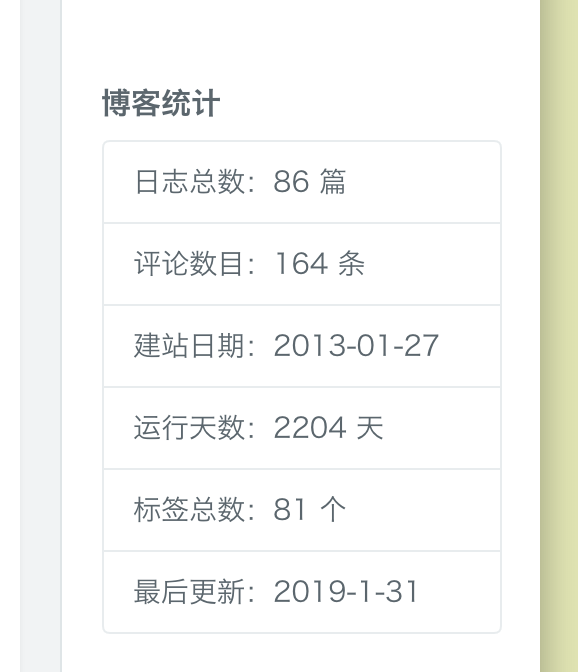 博客统计
日志总数：86 篇
评论数目：164 条
建站日期：2013-01-27
运行天数：2204 天
标签总数：81 个
最后更新：2019-1-31